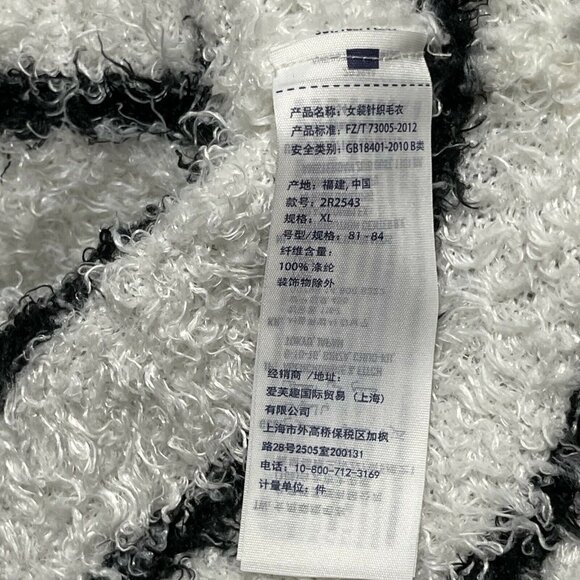 产品名称：女装针织毛衣
产品标准：FZ/T 73005-2012
安全类别：GB18401-2010 B类
产地：福建, 中国
款号：2R2543
规格：XL
号型/规格：81-84
纤维含量：
100% 涤纶
装饰物除外
经销商 /地址：
爱芙趣国际贸易（上海）
有限公司
上海市外高桥保税区加枫
路28号2505室200131
电话：10-800-712-3169
计量单位：件